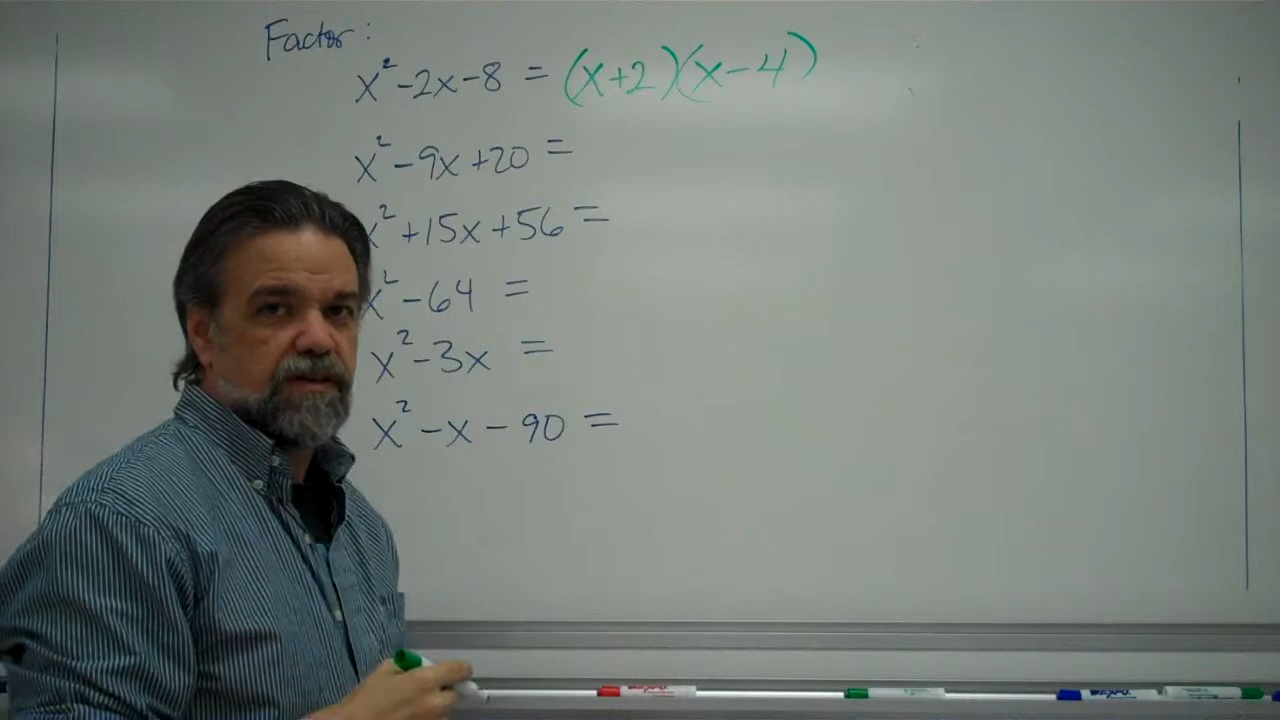 Factor:
x² - 2x - 8 = (x+2)(x-4)
x² - 9x + 20 =
x² + 15x + 56 =
x² - 64 =
x² - 3x =
x² - x - 90 =